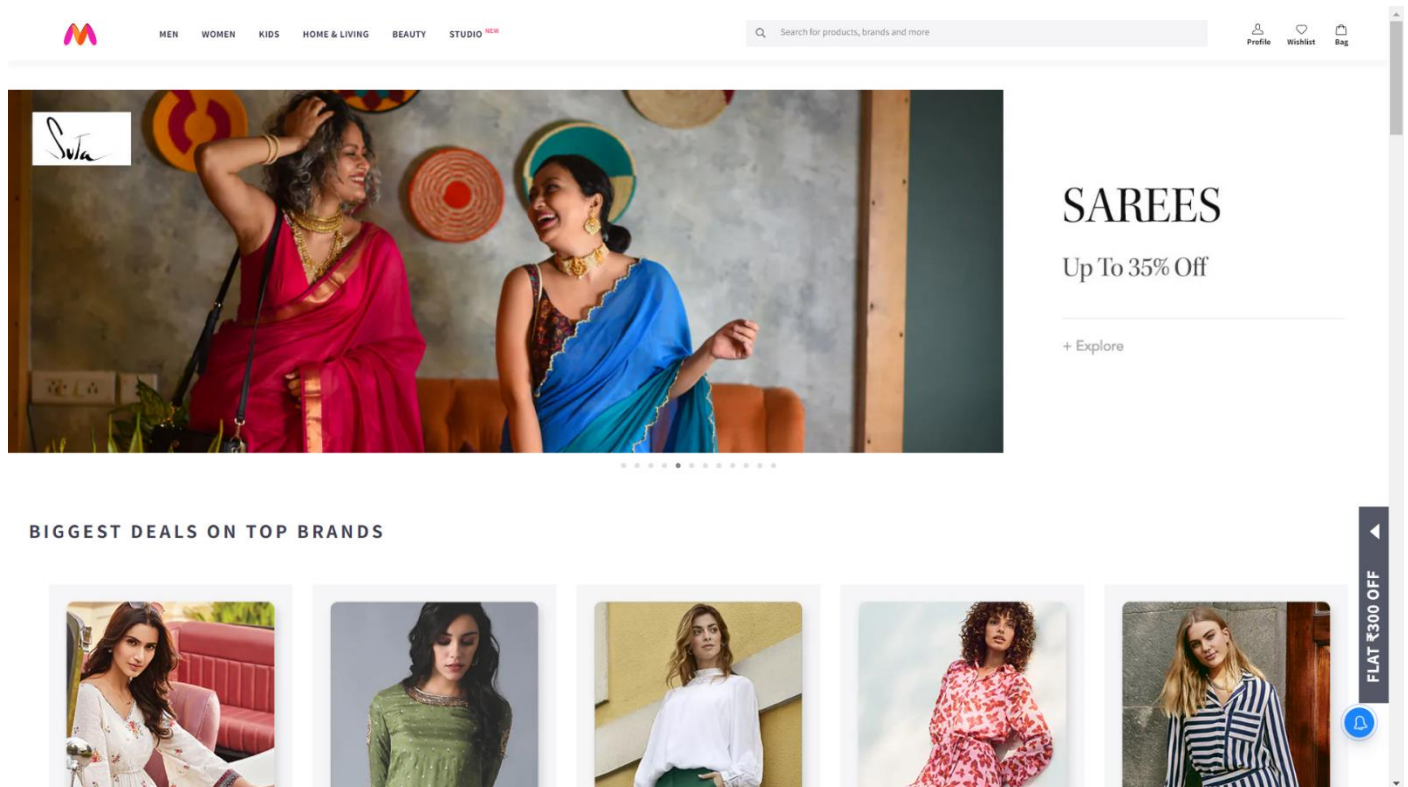 MEN WOMEN KIDS HOME & LIVING BEAUTY STUDIO NEW
Search for products, brands and more
Profile Wishlist Bag
Suta
SAREES
Up To 35% Off
+ Explore
BIGGEST DEALS ON TOP BRANDS
FLAT ₹300 OFF